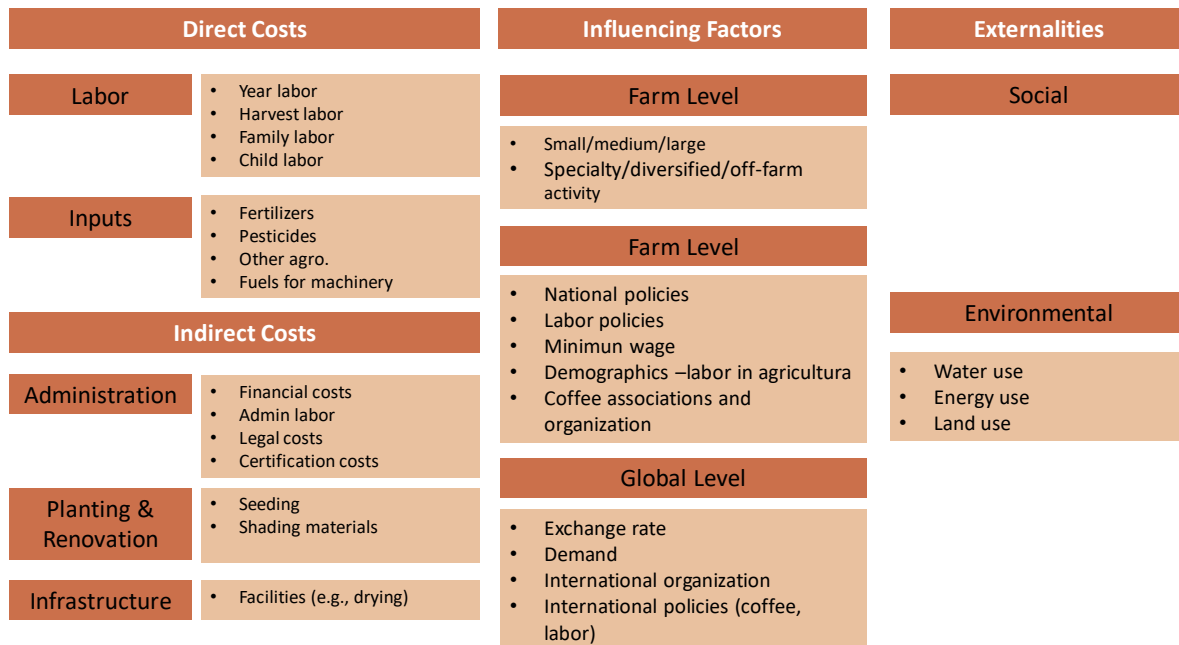 Direct Costs
Labor
• Year labor
• Harvest labor
• Family labor
• Child labor
Inputs
• Fertilizers
• Pesticides
• Other agro.
• Fuels for machinery
Indirect Costs
Administration
• Financial costs
• Admin labor
• Legal costs
• Certification costs
Planting &
Renovation
• Seeding
• Shading materials
Infrastructure
• Facilities (e.g., drying)
Influencing Factors
Farm Level
• Small/medium/large
• Specialty/diversified/off-farm
activity
Farm Level
• National policies
• Labor policies
• Minimun wage
• Demographics –labor in agricultura
• Coffee associations and
organization
Global Level
• Exchange rate
• Demand
• International organization
• International policies (coffee,
labor)
Externalities
Social
Environmental
• Water use
• Energy use
• Land use